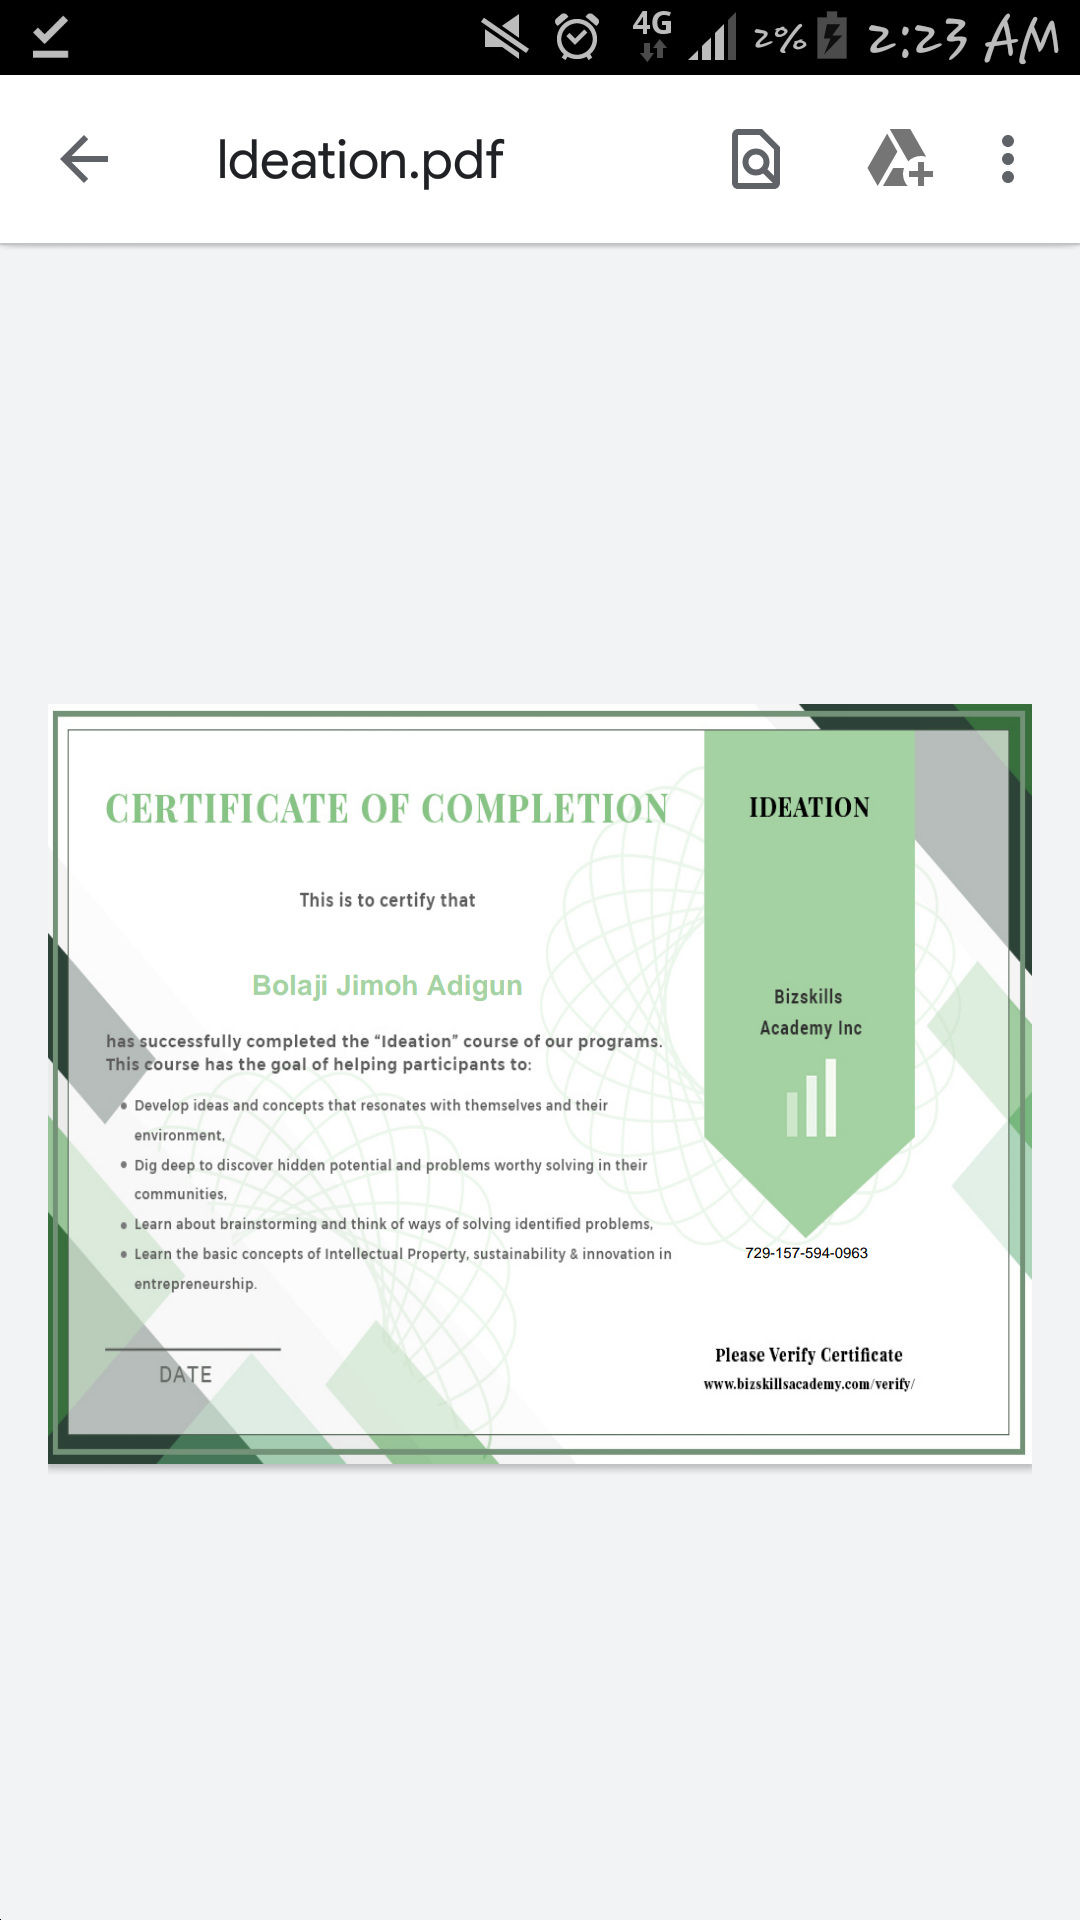 4G 2% 2:23 AM
Ideation.pdf
CERTIFICATE OF COMPLETION
This is to certify that
Bolaji Jimoh Adigun
has successfully completed the “Ideation” course of our programs.
This course has the goal of helping participants to:
• Develop ideas and concepts that resonates with themselves and their
environment,
• Dig deep to discover hidden potential and problems worthy solving in their
communities,
• Learn about brainstorming and think of ways of solving identified problems,
• Learn the basic concepts of Intellectual Property, sustainability & innovation in
entrepreneurship.
DATE
IDEATION
Bizskills
Academy Inc
729-157-594-0963
Please Verify Certificate
www.bizskillsacademy.com/verify/